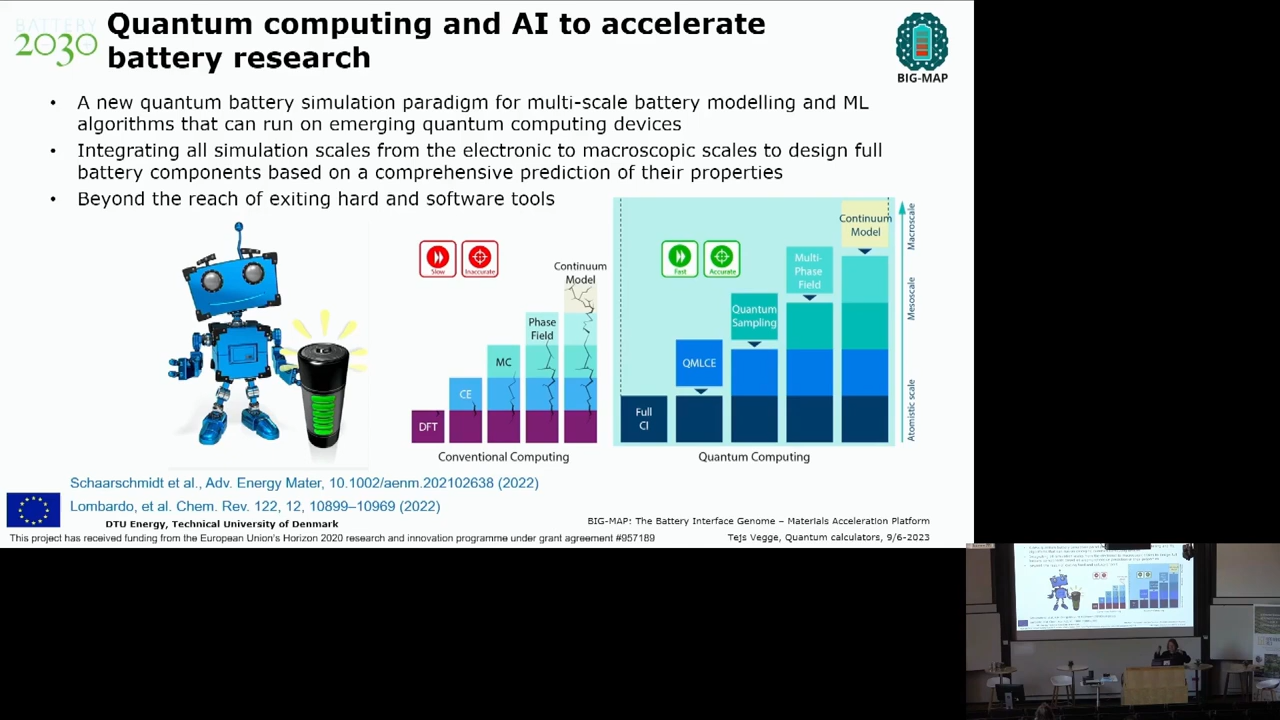 BATTERY
2030
Quantum computing and AI to accelerate
battery research
BIG-MAP
• A new quantum battery simulation paradigm for multi-scale battery modelling and ML
algorithms that can run on emerging quantum computing devices
• Integrating all simulation scales from the electronic to macroscopic scales to design full
battery components based on a comprehensive prediction of their properties
• Beyond the reach of exiting hard and software tools
Slow
Inaccurate
Continuum
Model
Phase
Field
MC
CE
DFT
Conventional Computing
Fast
Accurate
Continuum
Model
Multi-
Phase
Field
Quantum
Sampling
QMLCE
Full
CI
Quantum Computing
Macroscale
Mesoscale
Atomistic scale
Schaarschmidt et al., Adv. Energy Mater, 10.1002/aenm.202102638 (2022)
Lombardo, et al. Chem. Rev. 122, 12, 10899–10969 (2022)
DTU Energy, Technical University of Denmark
BIG-MAP: The Battery Interface Genome – Materials Acceleration Platform
This project has received funding from the European Union's Horizon 2020 research and innovation programme under grant agreement #957189
Tejs Vegge, Quantum calculators, 9/6-2023